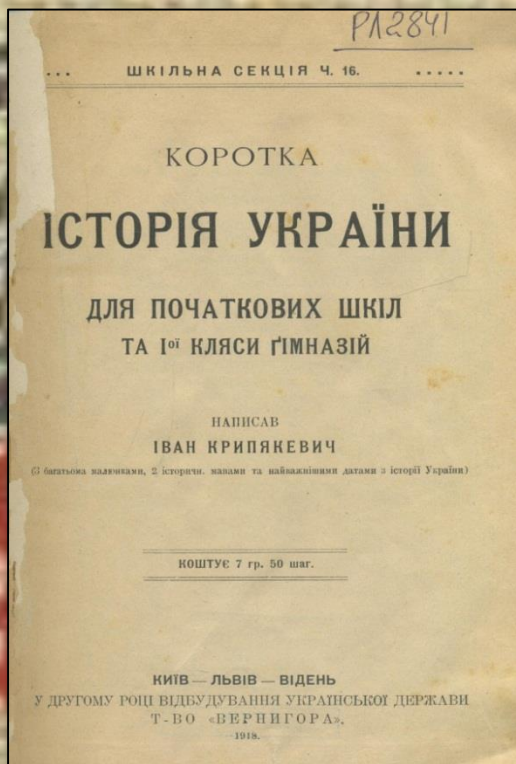 РЛ2841
.... ШКІЛЬНА СЕКЦІЯ Ч. 16. .....
КОРОТКА
ІСТОРІЯ УКРАЇНИ
ДЛЯ ПОЧАТКОВИХ ШКІЛ
ТА Іої КЛЯСИ ҐІМНАЗІЙ
НАПИСАВ
ІВАН КРИПЯКЕВИЧ
(З багатьома малюнками, 2 історичн. мапами та найважнішими датами з історії України)
КОШТУЄ 7 гр. 50 шаг.
КИЇВ — ЛЬВІВ — ВІДЕНЬ
У ДРУГОМУ РОЦІ ВІДБУДУВАННЯ УКРАЇНСЬКОЇ ДЕРЖАВИ
Т-ВО «ВЕРНИГОРА».
1918.